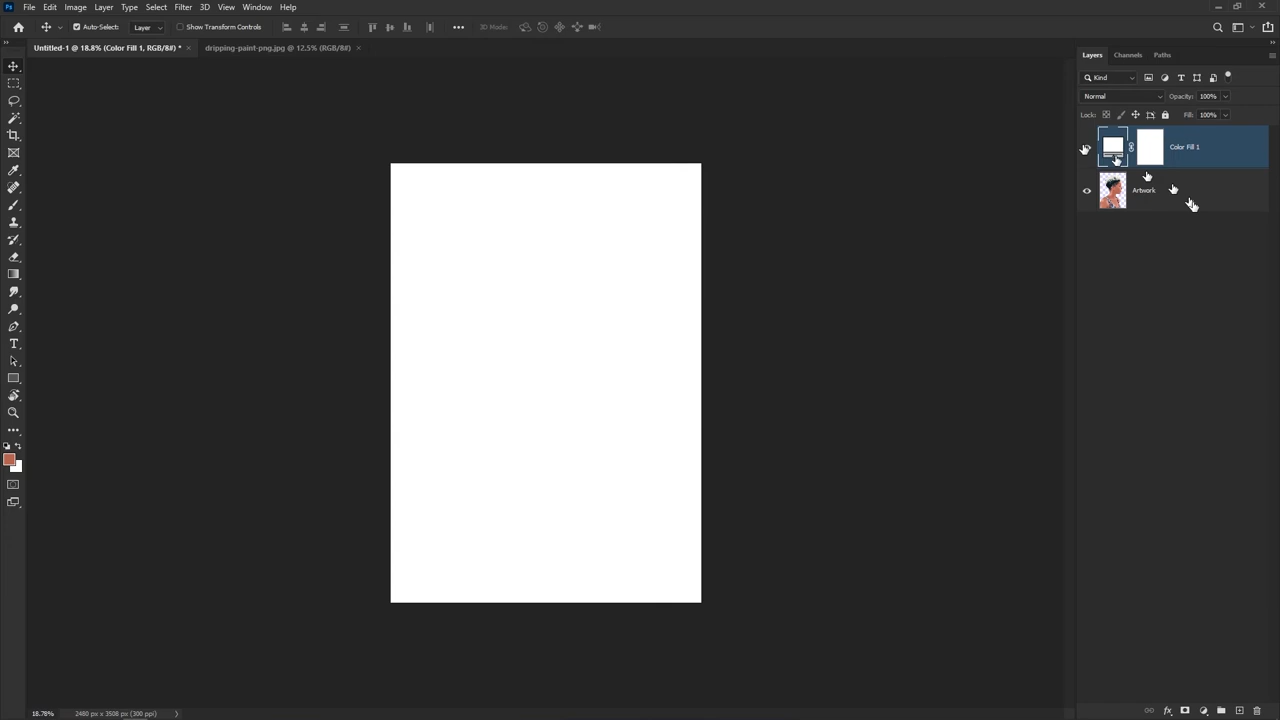 Ps File Edit Image Layer Type Select Filter 3D View Window Help
Auto-Select: Layer Show Transform Controls 3D Mode:
Untitled-1 @ 18.8% (Color Fill 1, RGB/8#) * × dripping-paint-png.jpg @ 12.5% (RGB/8#) ×
Layers Channels Paths
Kind
Normal Opacity: 100%
Lock: Fill: 100%
Color Fill 1
Artwork
18.78% 2480 px x 3508 px (300 ppi)